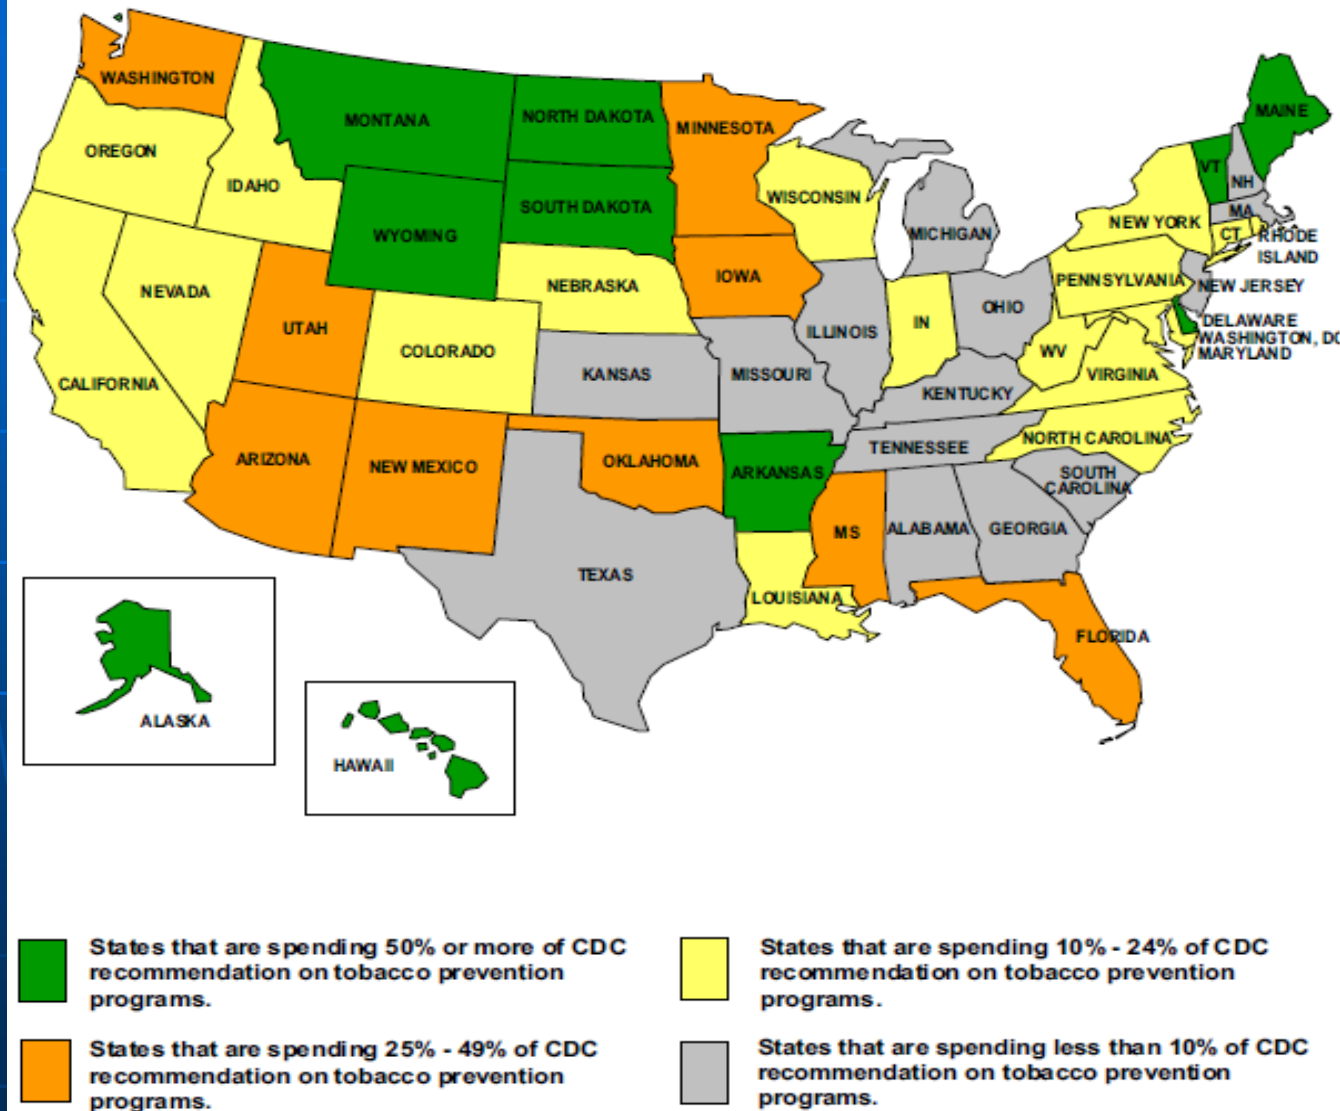 WASHINGTON
MONTANA
NORTH DAKOTA
MINNESOTA
MAINE
OREGON
IDAHO
VT
NH
WISCONSIN
SOUTH DAKOTA
WYOMING
MICHIGAN
NEW YORK
MA
CT
RHODE
ISLAND
NEVADA
UTAH
NEBRASKA
IOWA
PENNSYLVANIA
NEW JERSEY
COLORADO
ILLINOIS
IN
OHIO
DELAWARE
WASHINGTON, DC
MARYLAND
CALIFORNIA
KANSAS
MISSOURI
WV
VIRGINIA
KENTUCKY
ARIZONA
NEW MEXICO
OKLAHOMA
ARKANSAS
TENNESSEE
NORTH CAROLINA
SOUTH
CAROLINA
MS
ALABAMA
GEORGIA
TEXAS
LOUISIANA
FLORIDA
ALASKA
HAWAII
States that are spending 50% or more of CDC
recommendation on tobacco prevention
programs.
States that are spending 10% - 24% of CDC
recommendation on tobacco prevention
programs.
States that are spending 25% - 49% of CDC
recommendation on tobacco prevention
programs.
States that are spending less than 10% of CDC
recommendation on tobacco prevention
programs.